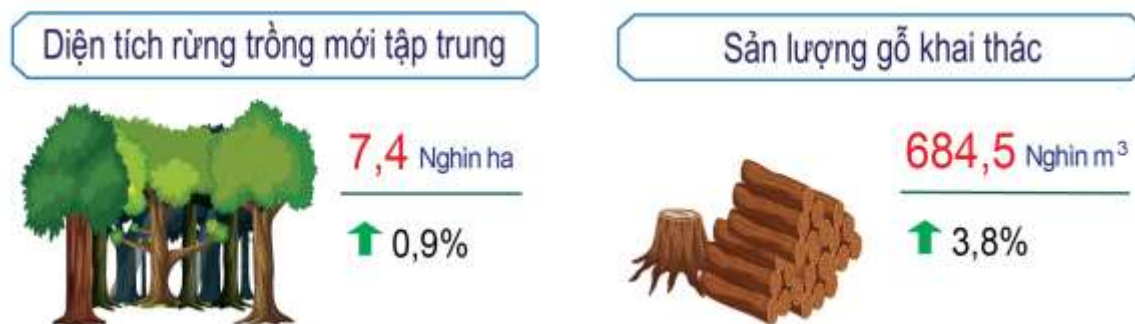 Diện tích rừng trồng mới tập trung
7,4 Nghìn ha
0,9%
Sản lượng gỗ khai thác
684,5 Nghìn m³
3,8%